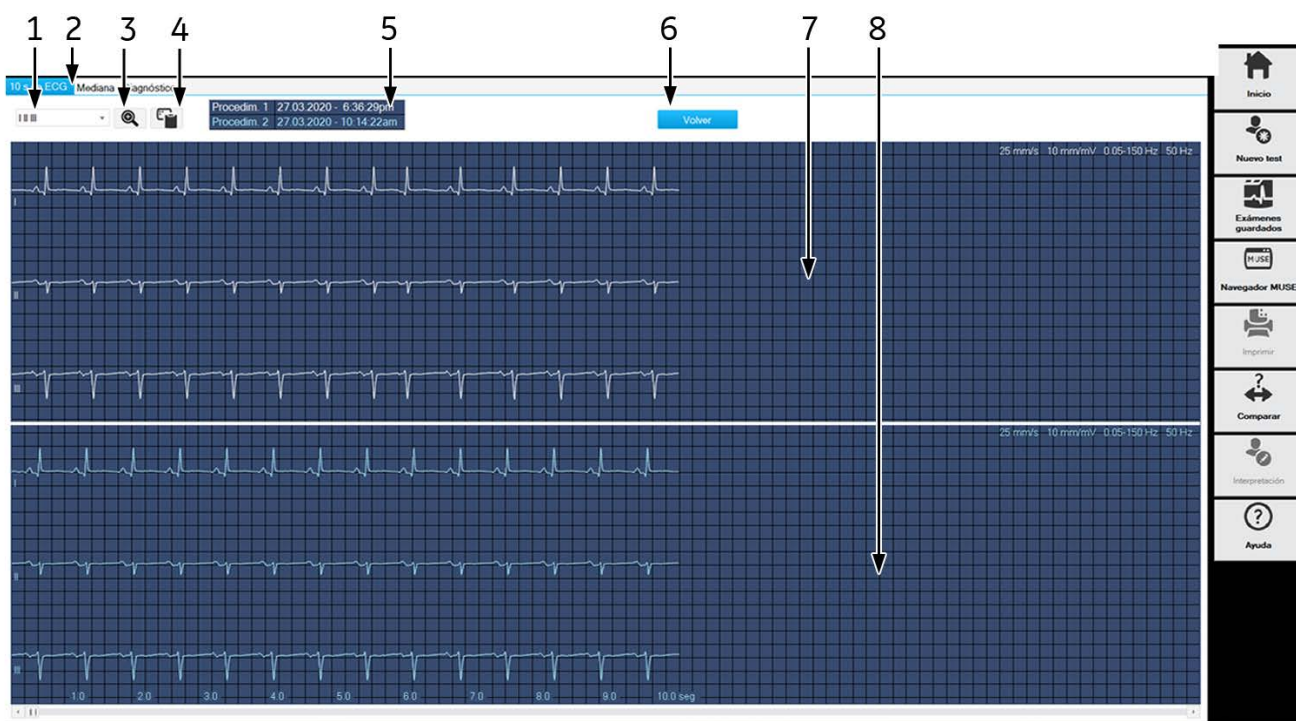 1 2 3 4 5 6 7 8
ECG Mediana
I II III
Procedim. 1 27.03.2020 - 6:36:29pm
Procedim. 2 27.03.2020 - 10:14:22am
Volver
25 mm/s 10 mm/mV 0.05-150 Hz 50 Hz
I
II
III
25 mm/s 10 mm/mV 0.05-150 Hz 50 Hz
I
II
III
1.0 2.0 3.0 4.0 5.0 6.0 7.0 8.0 9.0 10.0 seg
Inicio
Nuevo test
Exámenes
guardados
MUSE
Navegador MUSE
Imprimir
?
Comparar
Interpretación
?
Ayuda